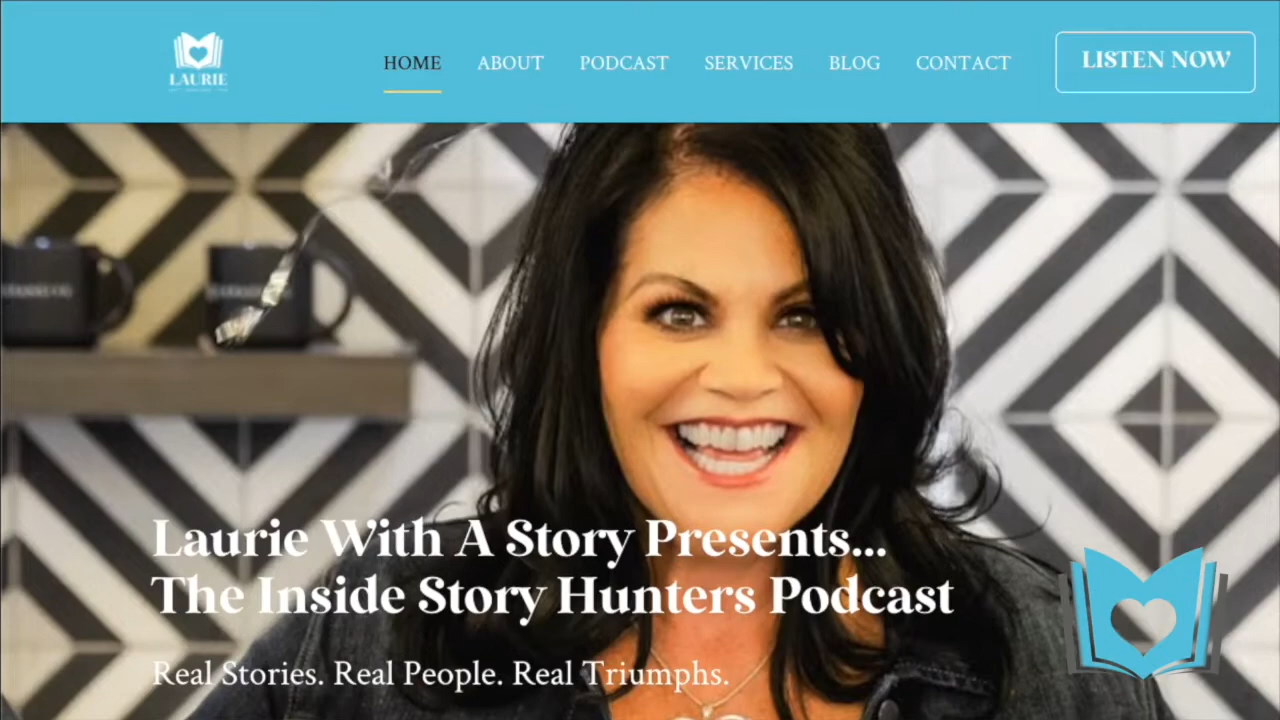 LAURIE
HOME
ABOUT
PODCAST
SERVICES
BLOG
CONTACT
LISTEN NOW
Laurie With A Story Presents...
The Inside Story Hunters Podcast
Real Stories. Real People. Real Triumphs.